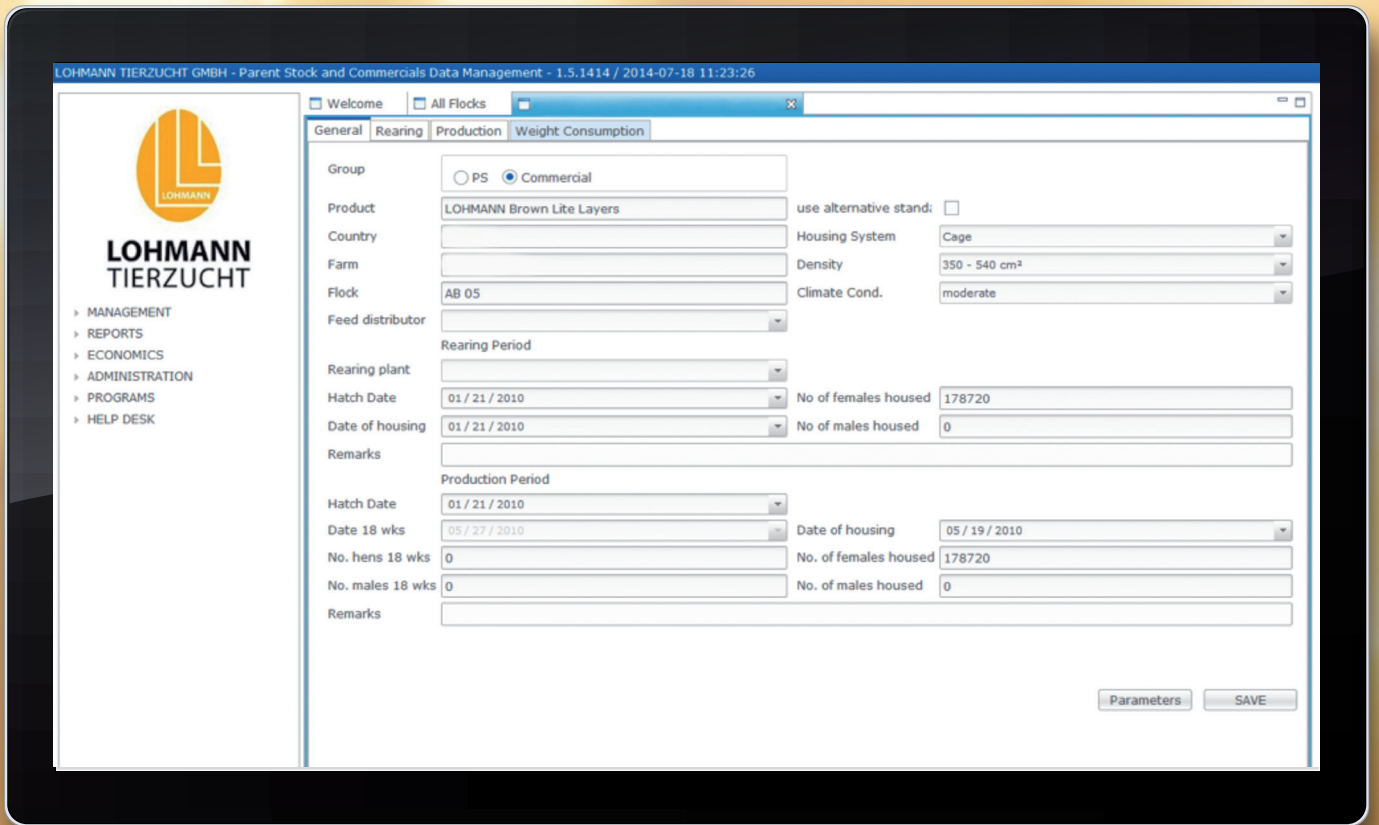 LOHMANN TIERZUCHT GMBH - Parent Stock and Commercials Data Management - 1.5.1414 / 2014-07-18 11:23:26
LOHMANN
LOHMANN
TIERZUCHT
MANAGEMENT
REPORTS
ECONOMICS
ADMINISTRATION
PROGRAMS
HELP DESK
Welcome All Flocks
General Rearing Production Weight Consumption
Group PS Commercial
Product LOHMANN Brown Lite Layers use alternative stand:
Country Housing System Cage
Farm Density 350 - 540 cm²
Flock AB 05 Climate Cond. moderate
Feed distributor
Rearing Period
Rearing plant
Hatch Date 01 / 21 / 2010 No of females housed 178720
Date of housing 01 / 21 / 2010 No of males housed 0
Remarks
Production Period
Hatch Date 01 / 21 / 2010
Date 18 wks 05 / 27 / 2010 Date of housing 05 / 19 / 2010
No. hens 18 wks 0 No. of females housed 178720
No. males 18 wks 0 No. of males housed 0
Remarks
Parameters SAVE